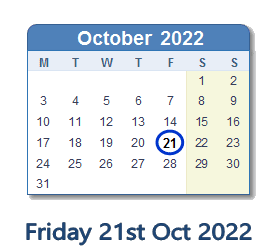 October 2022
M T W T F S S
1 2
3 4 5 6 7 8 9
10 11 12 13 14 15 16
17 18 19 20 21 22 23
24 25 26 27 28 29 30
31
Friday 21st Oct 2022